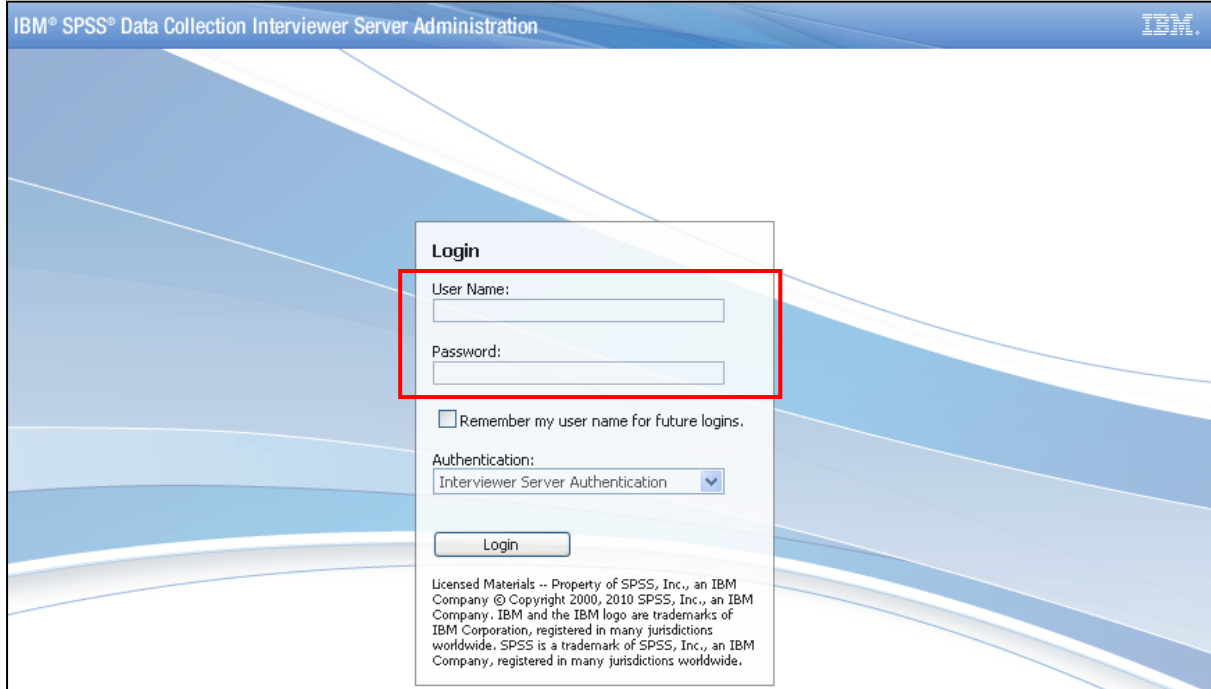 IBM® SPSS® Data Collection Interviewer Server Administration
IBM®
Login
User Name:
Password:
Remember my user name for future logins.
Authentication:
Interviewer Server Authentication
Login
Licensed Materials -- Property of SPSS, Inc., an IBM
Company © Copyright 2000, 2010 SPSS, Inc., an IBM
Company. IBM and the IBM logo are trademarks of
IBM Corporation, registered in many jurisdictions
worldwide. SPSS is a trademark of SPSS, Inc., an IBM
Company, registered in many jurisdictions worldwide.